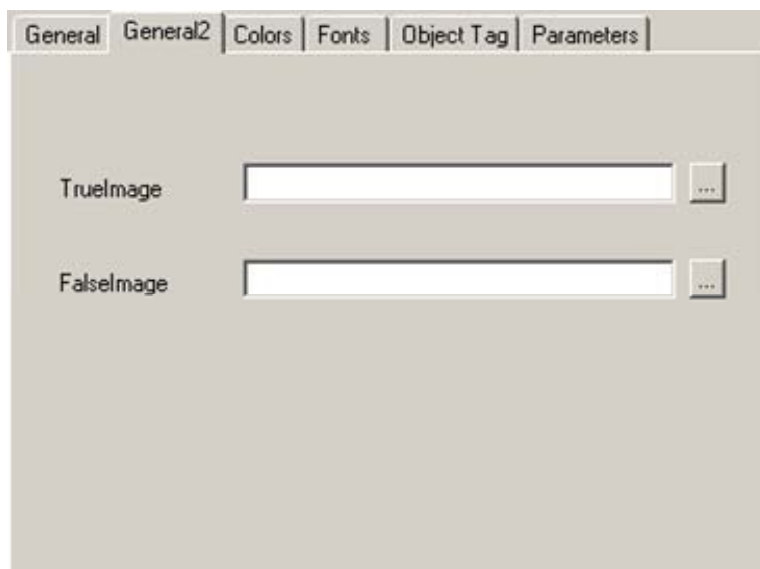 General General2 Colors Fonts Object Tag Parameters
TrueImage ...
FalseImage ...